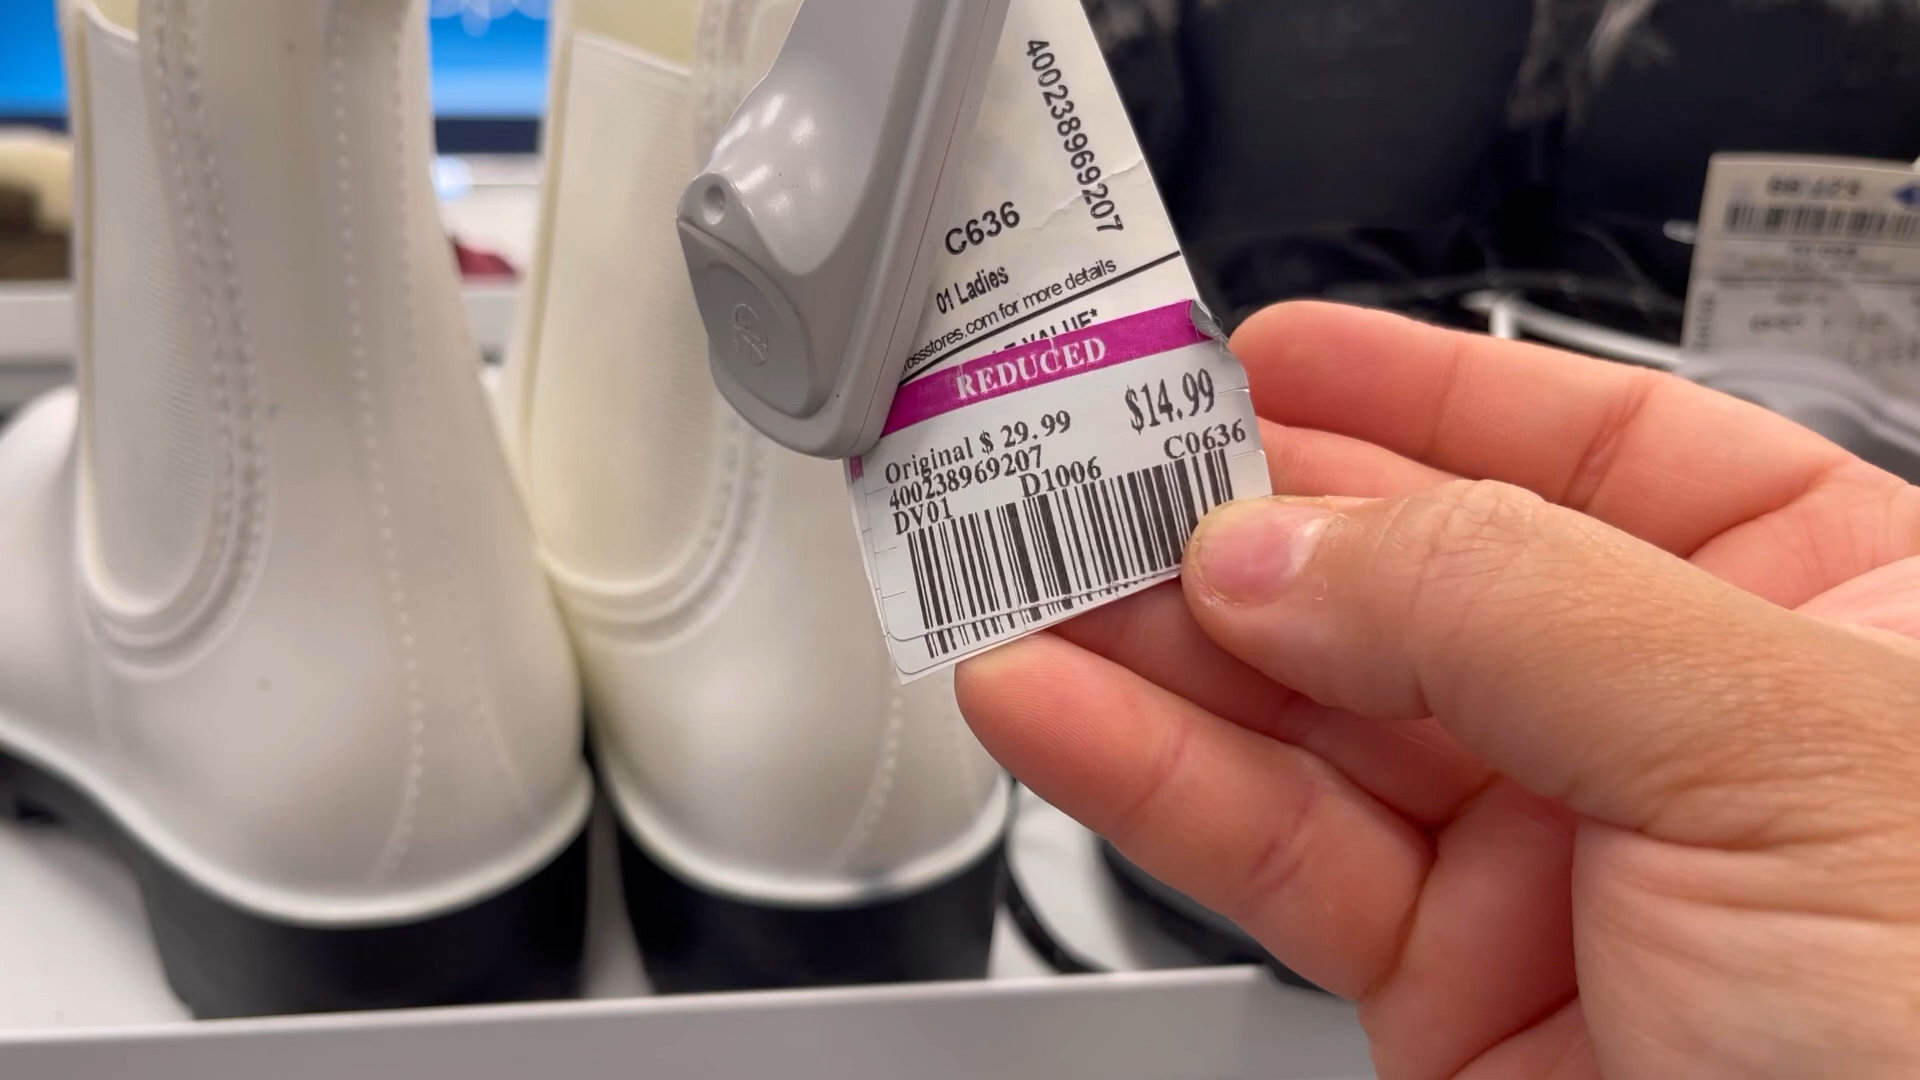 400238969207
C636
01 Ladies
rossstores.com for more details
VALUE*
REDUCED
$14.99
Original $ 29.99
400238969207
C0636
D1006
DV01